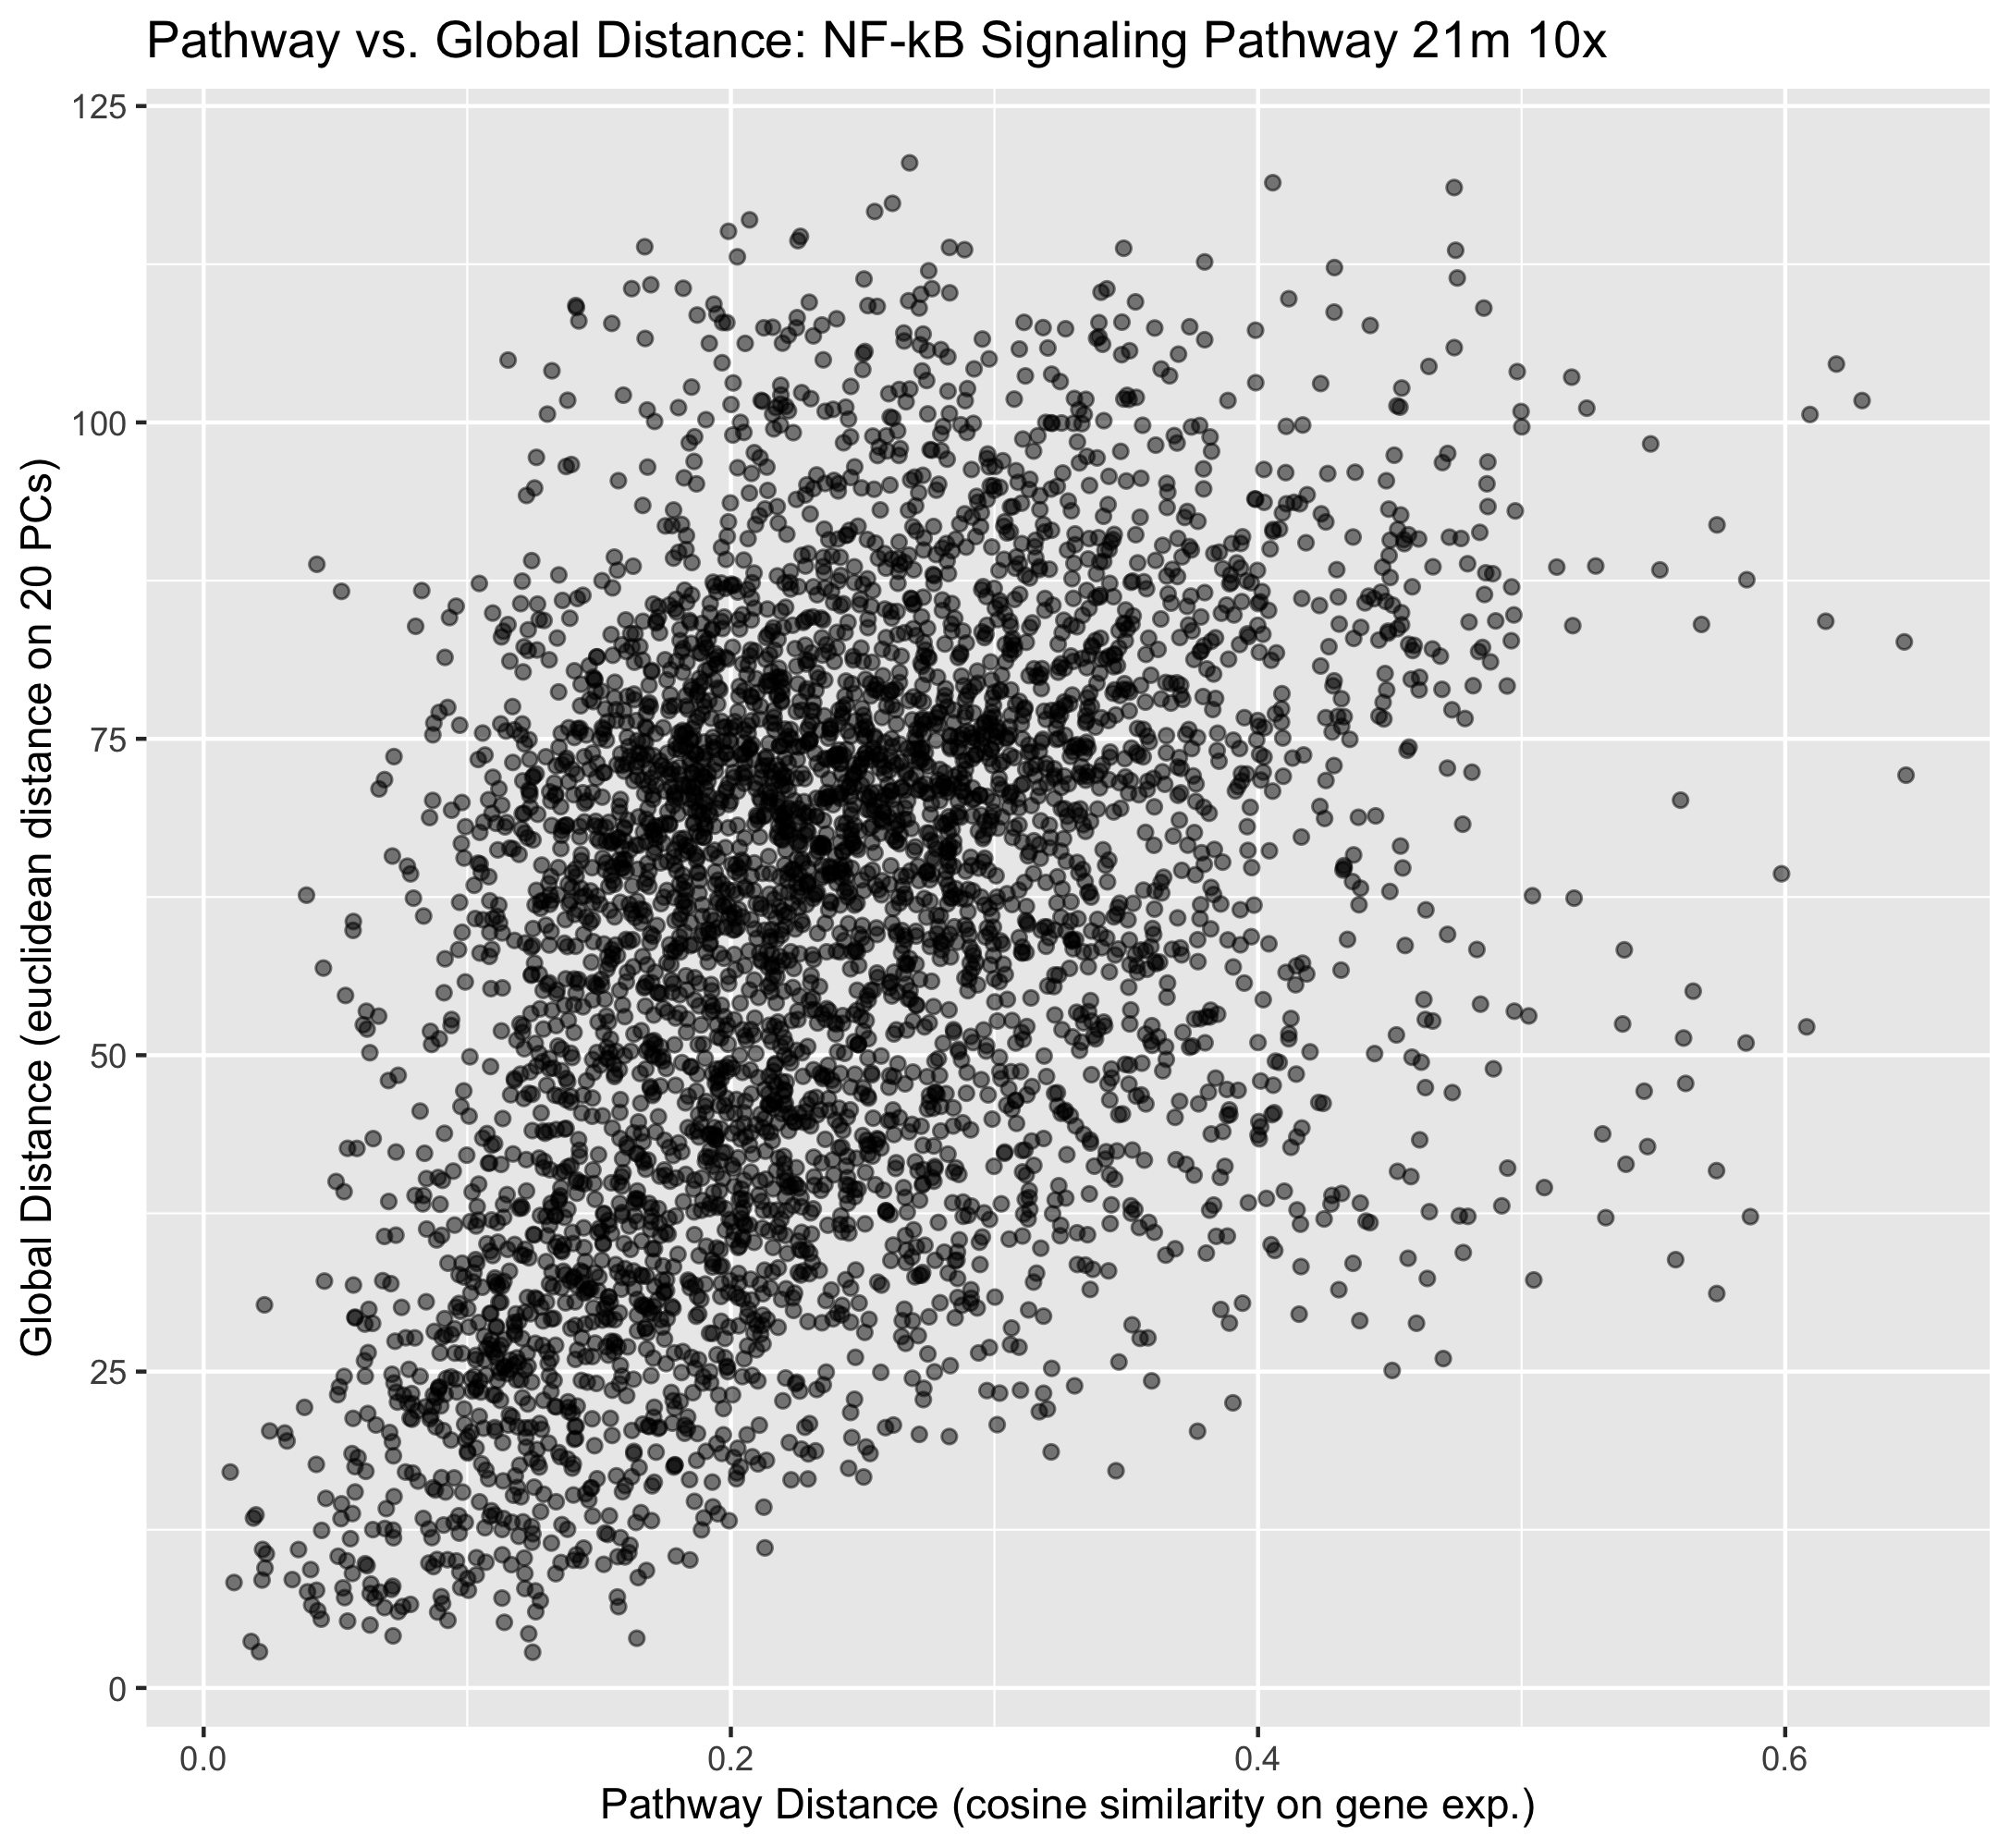 Pathway vs. Global Distance: NF-kB Signaling Pathway 21m 10x
125
100
75
50
25
0
Global Distance (euclidean distance on 20 PCs)
0.0 0.2 0.4 0.6
Pathway Distance (cosine similarity on gene exp.)